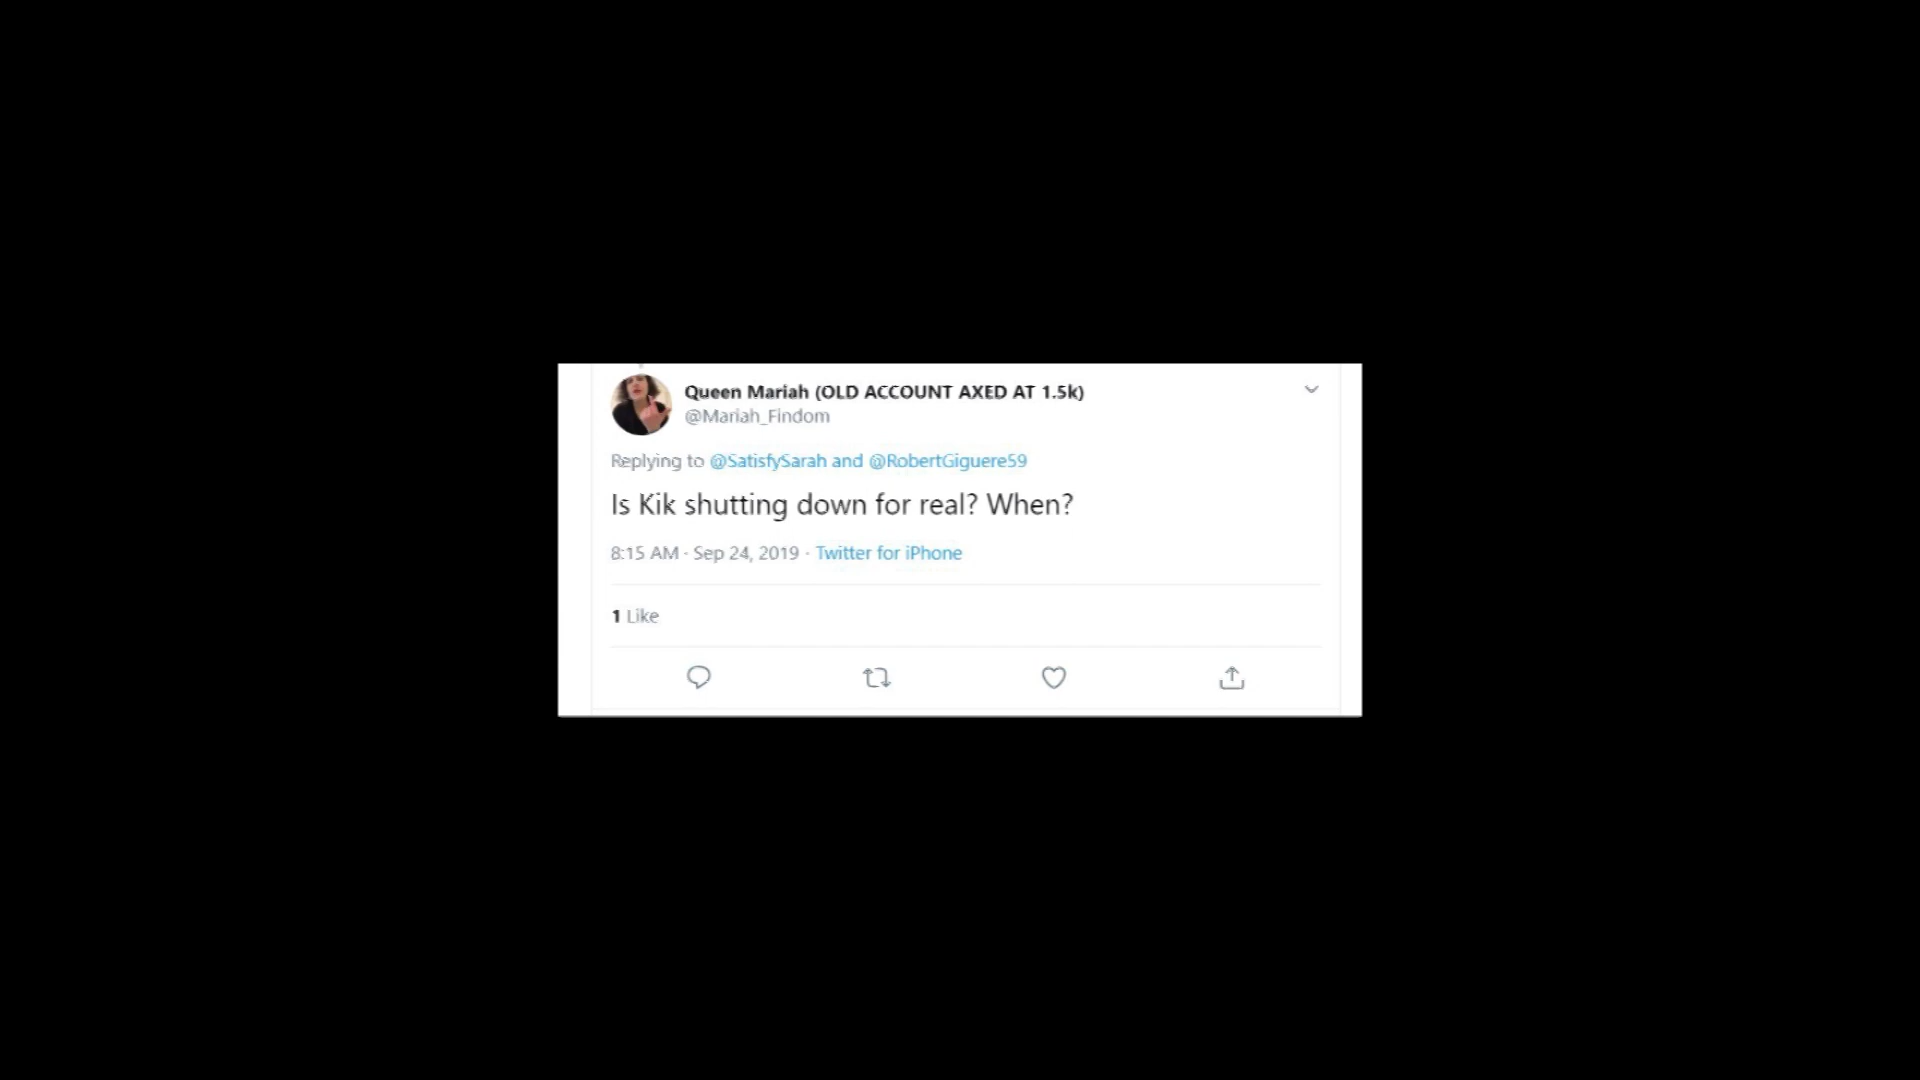 Queen Mariah (OLD ACCOUNT AXED AT 1.5k)
@Mariah_Findom
Replying to @SatisfySarah and @RobertGiguere59
Is Kik shutting down for real? When?
8:15 AM · Sep 24, 2019 · Twitter for iPhone
1 Like